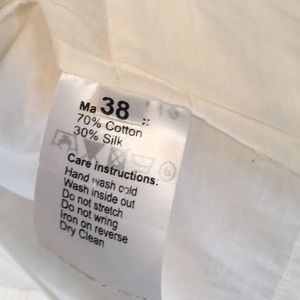 Ma 38
70% Cotton
30% Silk
Care instructions:
Hand wash cold
Wash inside out
Do not stretch
Do not wring
Iron on reverse
Dry Clean